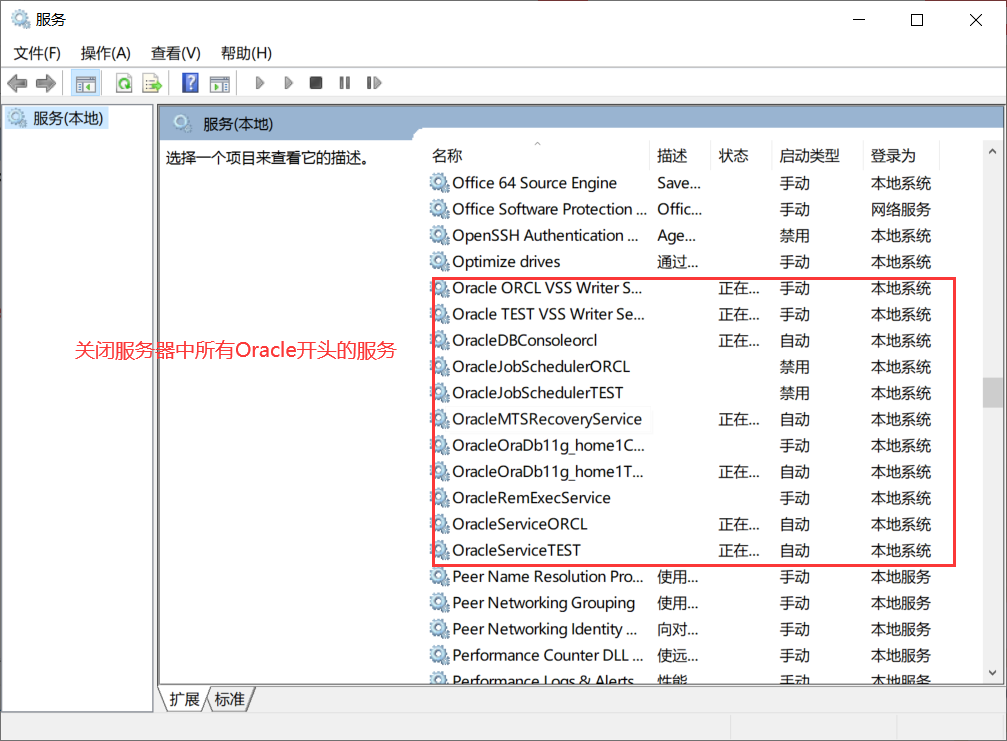 服务
文件(F) 操作(A) 查看(V) 帮助(H)
服务(本地)
服务(本地)
选择一个项目来查看它的描述。
名称 描述 状态 启动类型 登录为
Office 64 Source Engine Save... 手动 本地系统
Office Software Protection ... Offic... 手动 网络服务
OpenSSH Authentication ... Age... 禁用 本地系统
Optimize drives 通过... 手动 本地系统
Oracle ORCL VSS Writer S... 正在... 手动 本地系统
Oracle TEST VSS Writer Se... 正在... 手动 本地系统
OracleDBConsoleorcl 正在... 自动 本地系统
OracleJobSchedulerORCL 禁用 本地系统
OracleJobSchedulerTEST 禁用 本地系统
OracleMTSRecoveryService 正在... 自动 本地系统
OracleOraDb11g_home1C... 手动 本地系统
OracleOraDb11g_home1T... 正在... 自动 本地系统
OracleRemExecService 手动 本地系统
OracleServiceORCL 正在... 自动 本地系统
OracleServiceTEST 正在... 自动 本地系统
Peer Name Resolution Pro... 使用... 手动 本地服务
Peer Networking Grouping 使用... 手动 本地服务
Peer Networking Identity ... 向对... 手动 本地服务
Performance Counter DLL ... 使远... 手动 本地服务
Performance Logs & Alerts 性能... 手动 本地服务
关闭服务器中所有Oracle开头的服务
扩展 标准